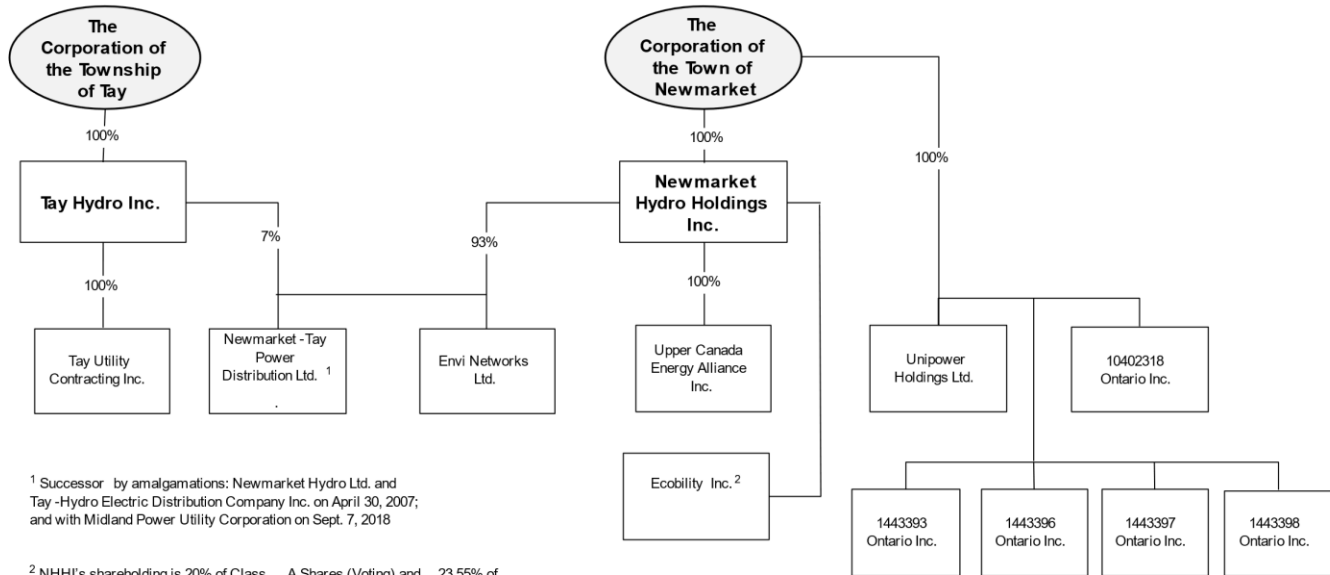 The
Corporation of
the Township
of Tay
The
Corporation of
the Town of
Newmarket
100%
100%
100%
Tay Hydro Inc.
Newmarket
Hydro Holdings
Inc.
7%
93%
100%
100%
Tay Utility
Contracting Inc.
Newmarket -Tay
Power
Distribution Ltd. 1
.
Envi Networks
Ltd.
Upper Canada
Energy Alliance
Inc.
Unipower
Holdings Ltd.
10402318
Ontario Inc.
Ecobility Inc. 2
1443393
Ontario Inc.
1443396
Ontario Inc.
1443397
Ontario Inc.
1443398
Ontario Inc.
1 Successor by amalgamations: Newmarket Hydro Ltd. and
Tay -Hydro Electric Distribution Company Inc. on April 30, 2007;
and with Midland Power Utility Corporation on Sept. 7, 2018
2 NHHI's shareholding is 20% of Class A Shares (Voting) and 23.55% of